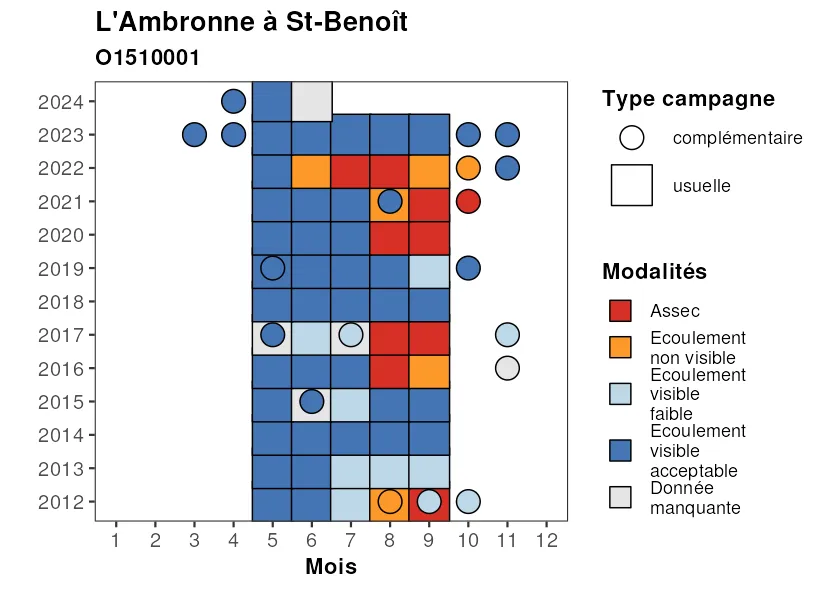 L'Ambronne à St-Benoît
O1510001
2024
2023
2022
2021
2020
2019
2018
2017
2016
2015
2014
2013
2012
1 2 3 4 5 6 7 8 9 10 11 12
Mois
Type campagne
complémentaire
usuelle
Modalités
Assec
Ecoulement
non visible
Ecoulement
visible
faible
Ecoulement
visible
acceptable
Donnée
manquante